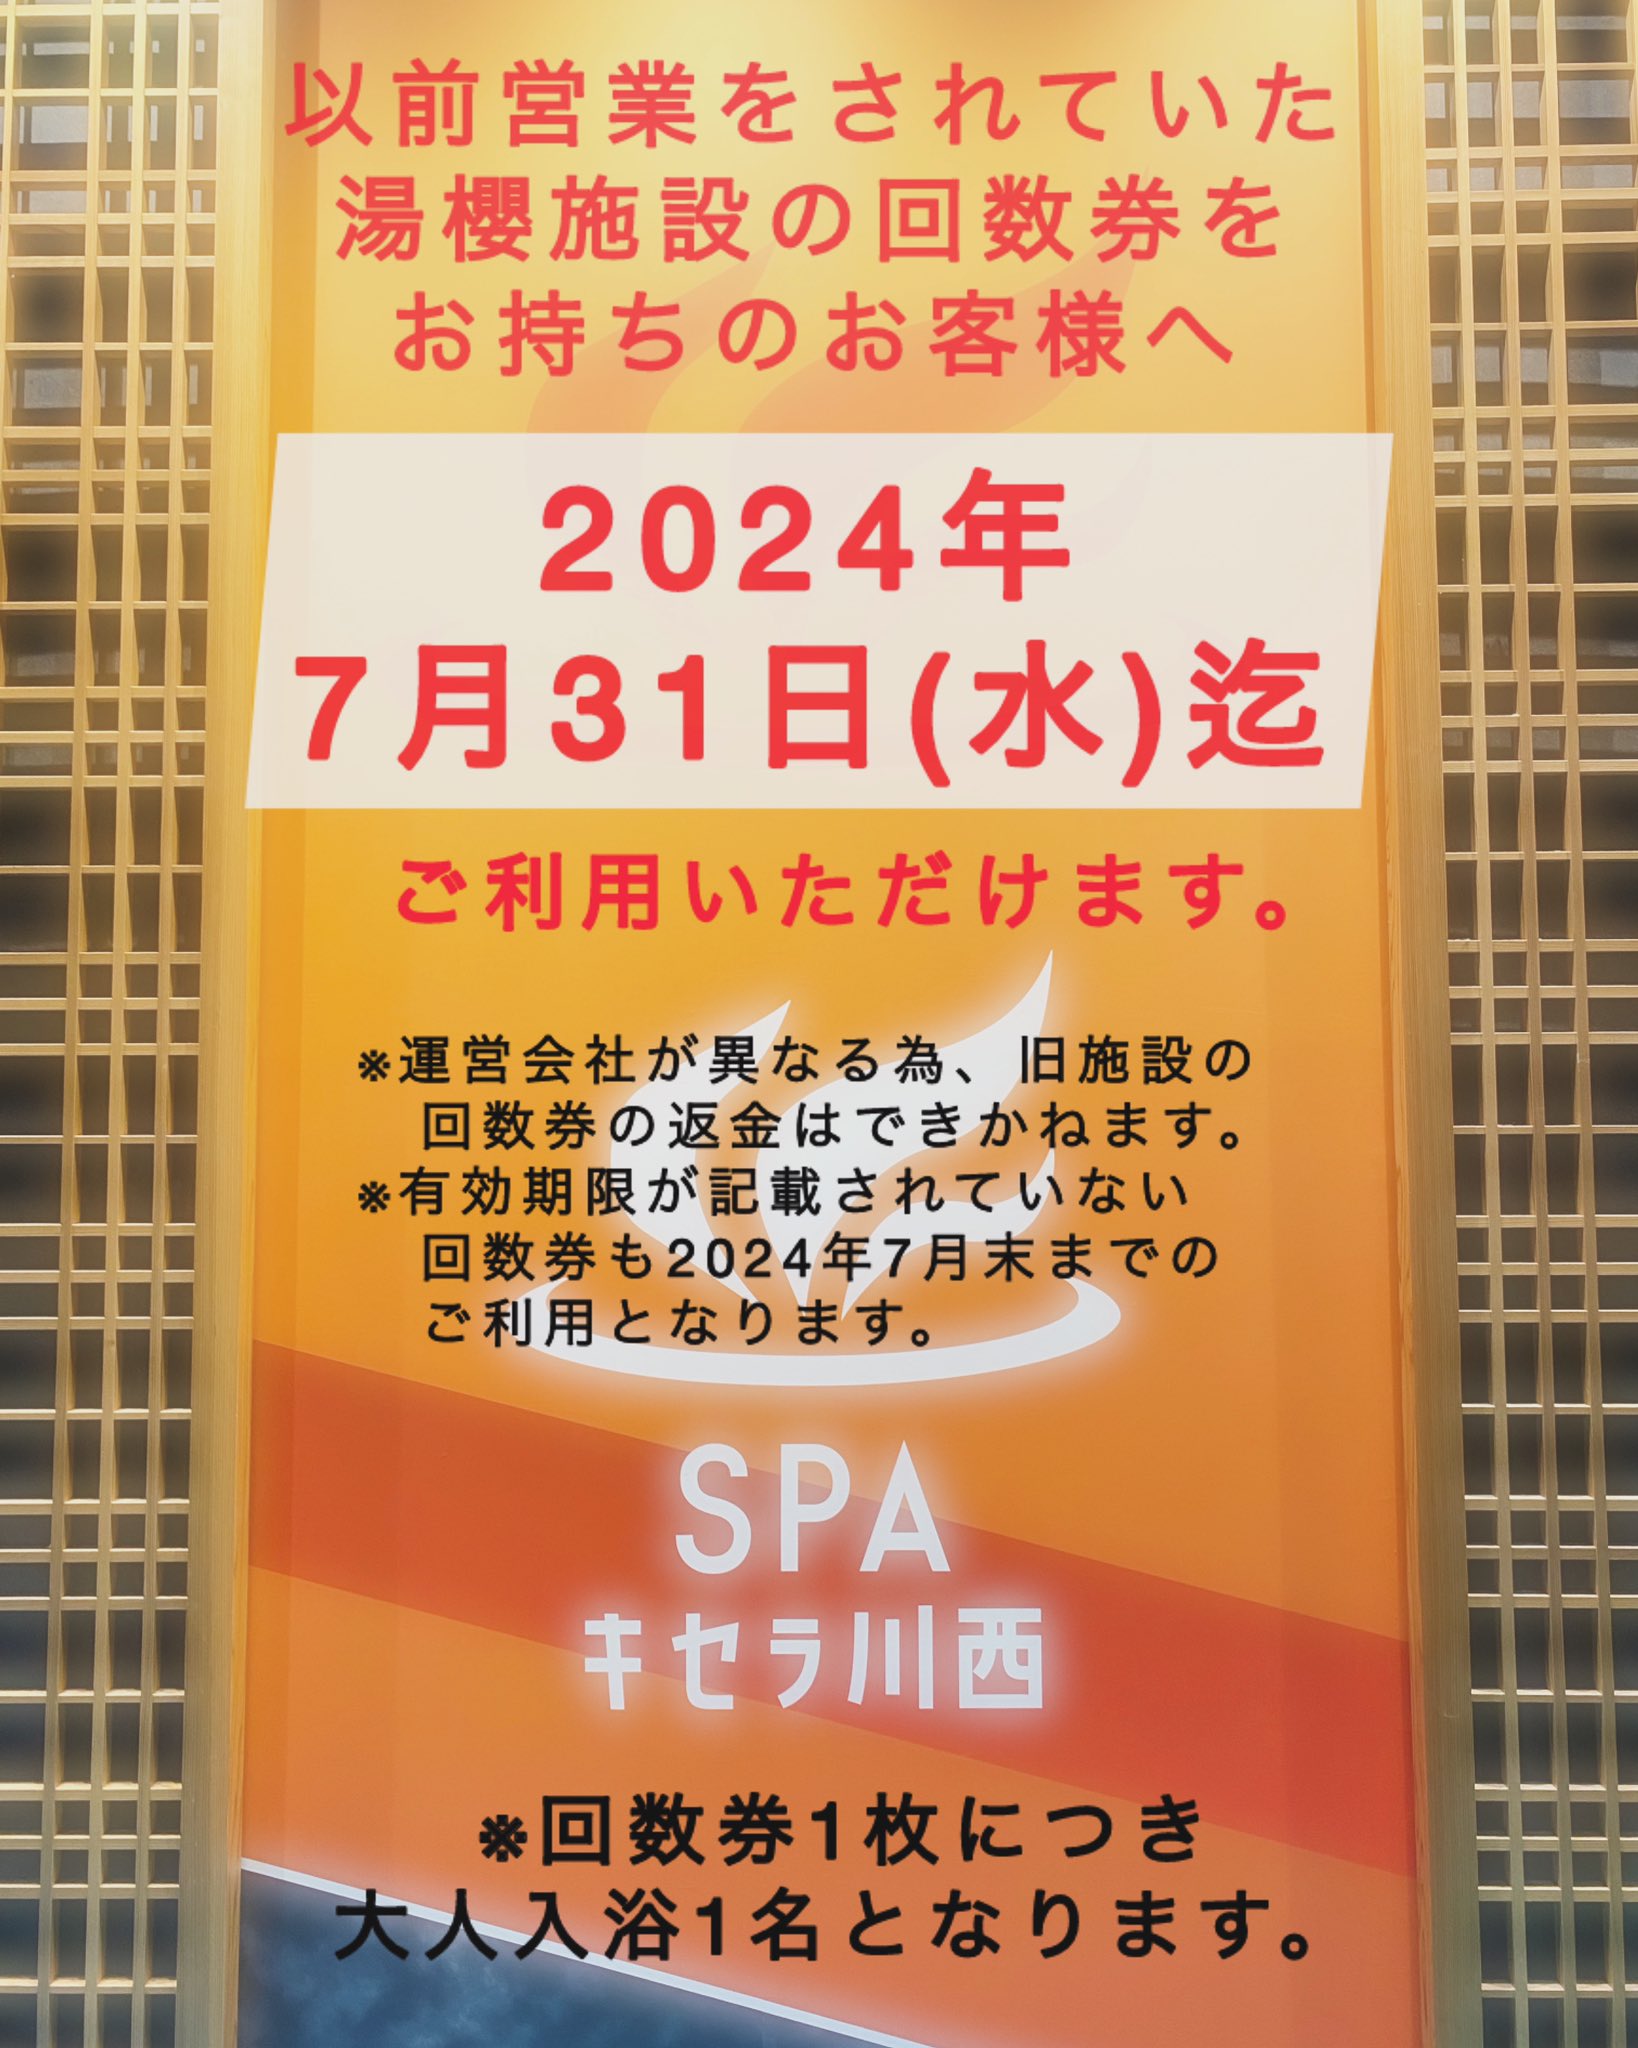 以前営業をされていた
湯櫻施設の回数券を
お持ちのお客様へ
2024年
7月31日(水)迄
ご利用いただけます。
※運営会社が異なる為、旧施設の
回数券の返金はできかねます。
※有効期限が記載されていない
回数券も2024年7月末までの
ご利用となります。
SPA
キセラ川西
※回数券1枚につき
大人入浴1名となります。